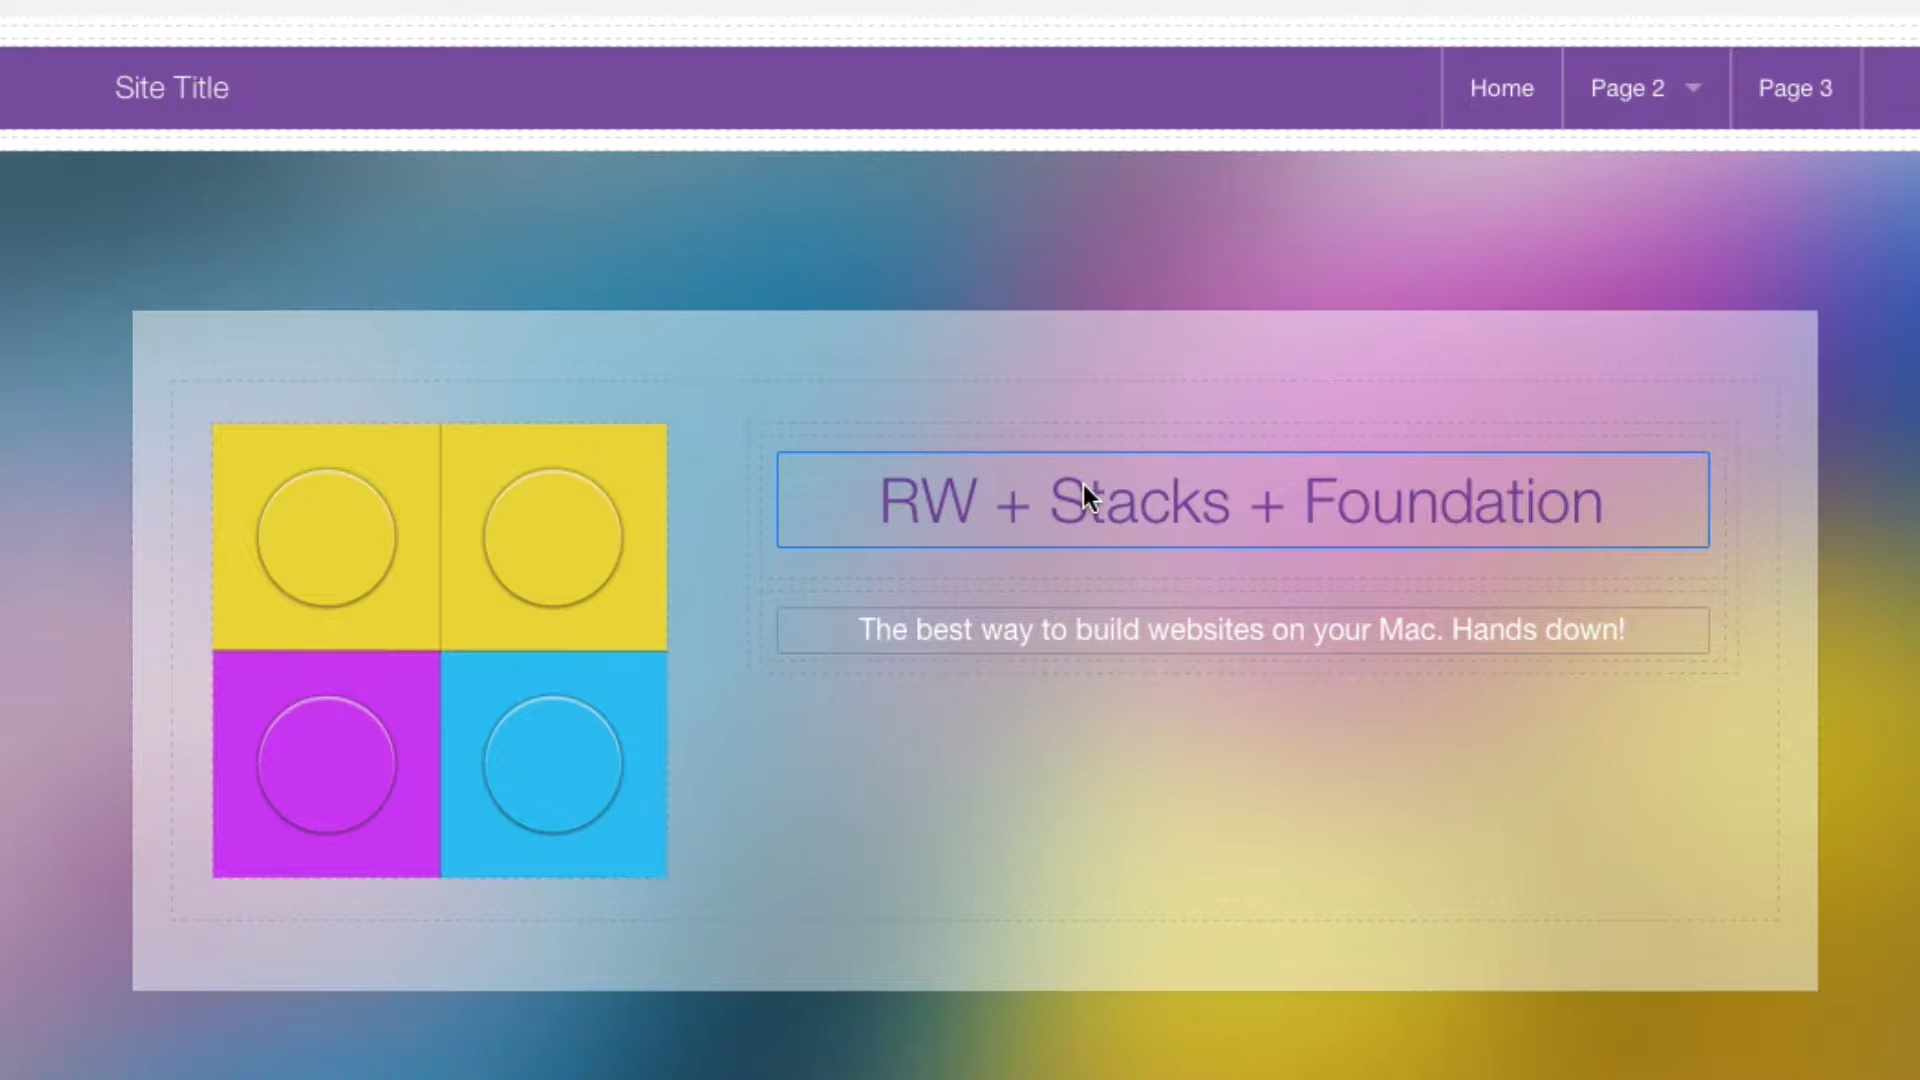 Site Title
Home
Page 2
Page 3
RW + Stacks + Foundation
The best way to build websites on your Mac. Hands down!